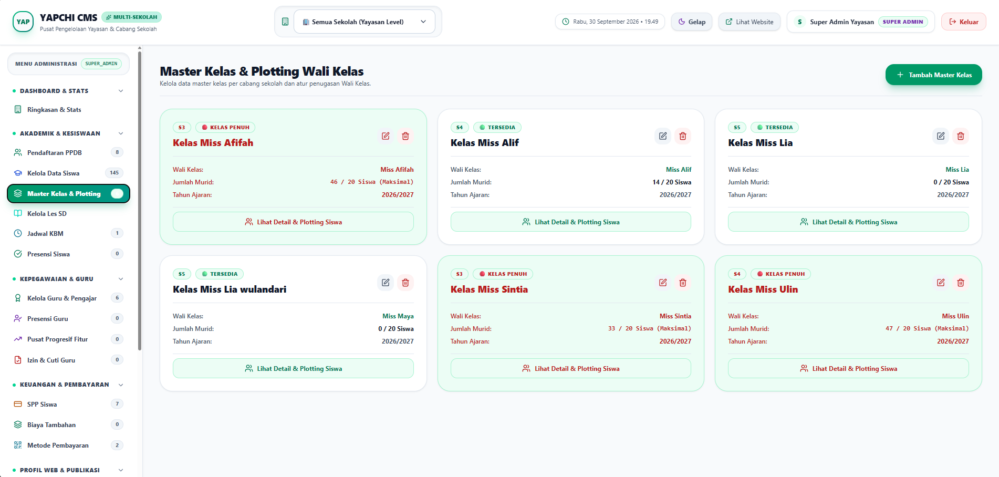 YAP
YAPCHI CMS
MULTI-SEKOLAH
Pusat Pengelolaan Yayasan & Cabang Sekolah
Semua Sekolah (Yayasan Level)
Rabu, 30 September 2026 • 19.49
Gelap
Lihat Website
S
Super Admin Yayasan
SUPER ADMIN
Keluar
MENU ADMINISTRASI
SUPER_ADMIN
DASHBOARD & STATS
Ringkasan & Stats
AKADEMIK & KESISWAAN
Pendaftaran PPDB 8
Kelola Data Siswa 145
Master Kelas & Plotting
Kelola Les SD
Jadwal KBM 1
Presensi Siswa 0
KEPEGAWAIAN & GURU
Kelola Guru & Pengajar 6
Presensi Guru 0
Pusat Progresif Fitur 0
Izin & Cuti Guru 0
KEUANGAN & PEMBAYARAN
SPP Siswa 7
Biaya Tambahan 0
Metode Pembayaran 2
PROFIL WEB & PUBLIKASI
Master Kelas & Plotting Wali Kelas
Kelola data master kelas per cabang sekolah dan atur penugasan Wali Kelas.
Tambah Master Kelas
S3 KELAS PENUH
Kelas Miss Afifah
Wali Kelas: Miss Afifah
Jumlah Murid: 46 / 20 Siswa (Maksimal)
Tahun Ajaran: 2026/2027
Lihat Detail & Plotting Siswa
S4 TERSEDIA
Kelas Miss Alif
Wali Kelas: Miss Alif
Jumlah Murid: 14 / 20 Siswa
Tahun Ajaran: 2026/2027
Lihat Detail & Plotting Siswa
S5 TERSEDIA
Kelas Miss Lia
Wali Kelas: Miss Lia
Jumlah Murid: 0 / 20 Siswa
Tahun Ajaran: 2026/2027
Lihat Detail & Plotting Siswa
S5 TERSEDIA
Kelas Miss Lia wulandari
Wali Kelas: Miss Maya
Jumlah Murid: 0 / 20 Siswa
Tahun Ajaran: 2026/2027
Lihat Detail & Plotting Siswa
S3 KELAS PENUH
Kelas Miss Sintia
Wali Kelas: Miss Sintia
Jumlah Murid: 33 / 20 Siswa (Maksimal)
Tahun Ajaran: 2026/2027
Lihat Detail & Plotting Siswa
S4 KELAS PENUH
Kelas Miss Ulin
Wali Kelas: Miss Ulin
Jumlah Murid: 47 / 20 Siswa (Maksimal)
Tahun Ajaran: 2026/2027
Lihat Detail & Plotting Siswa